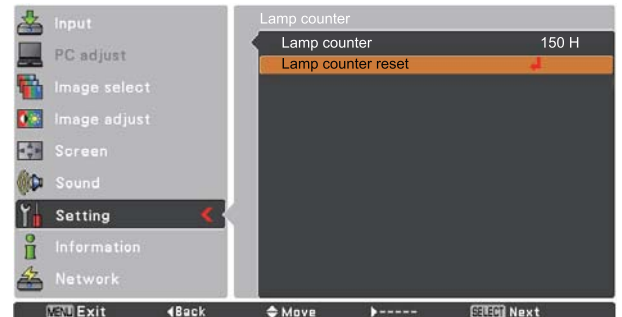 Input
PC adjust
Image select
Image adjust
Screen
Sound
Setting
Information
Network
Lamp counter
Lamp counter 150 H
Lamp counter reset
MENU Exit ◀Back Move ▶----- SELECT Next